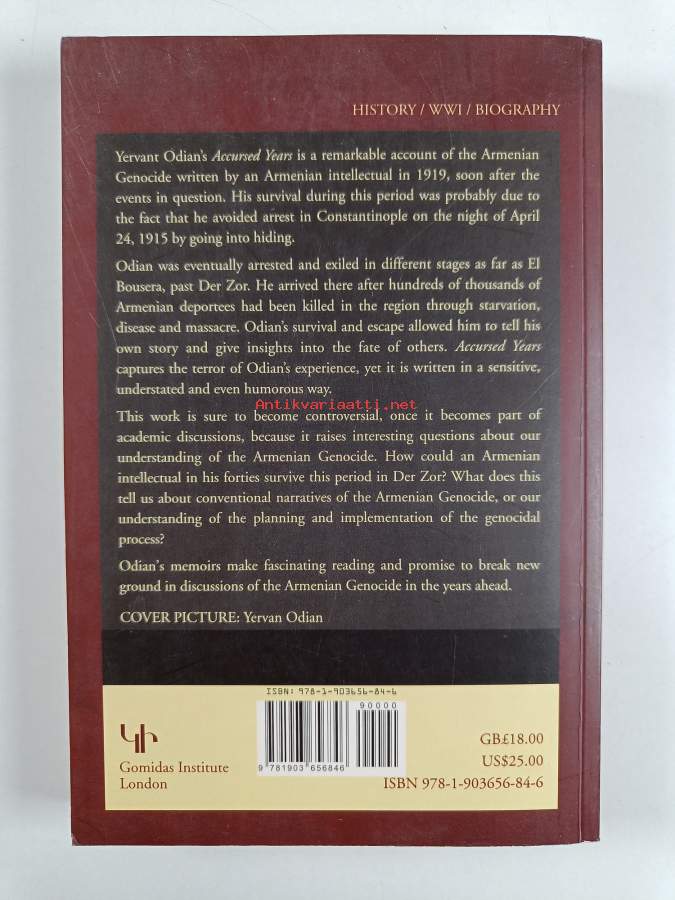 HISTORY / WWI / BIOGRAPHY
Yervant Odian's Accursed Years is a remarkable account of the Armenian
Genocide written by an Armenian intellectual in 1919, soon after the
events in question. His survival during this period was probably due to
the fact that he avoided arrest in Constantinople on the night of April
24, 1915 by going into hiding.
Odian was eventually arrested and exiled in different stages as far as El
Bousera, past Der Zor. He arrived there after hundreds of thousands of
Armenian deportees had been killed in the region through starvation,
disease and massacre. Odian's survival and escape allowed him to tell his
own story and give insights into the fate of others. Accursed Years
captures the terror of Odian's experience, yet it is written in a sensitive,
understated and even humorous way.
Antikvariaatti.net
This work is sure to become controversial, once it becomes part of
academic discussions, because it raises interesting questions about our
understanding of the Armenian Genocide. How could an Armenian
intellectual in his forties survive this period in Der Zor? What does this
tell us about conventional narratives of the Armenian Genocide, or our
understanding of the planning and implementation of the genocidal
process?
Odian's memoirs make fascinating reading and promise to break new
ground in discussions of the Armenian Genocide in the years ahead.
COVER PICTURE: Yervan Odian
ISBN: 978-1-903656-84-6
90000
9 781903 656846
Gomidas Institute
London
GB£18.00
US$25.00
ISBN 978-1-903656-84-6